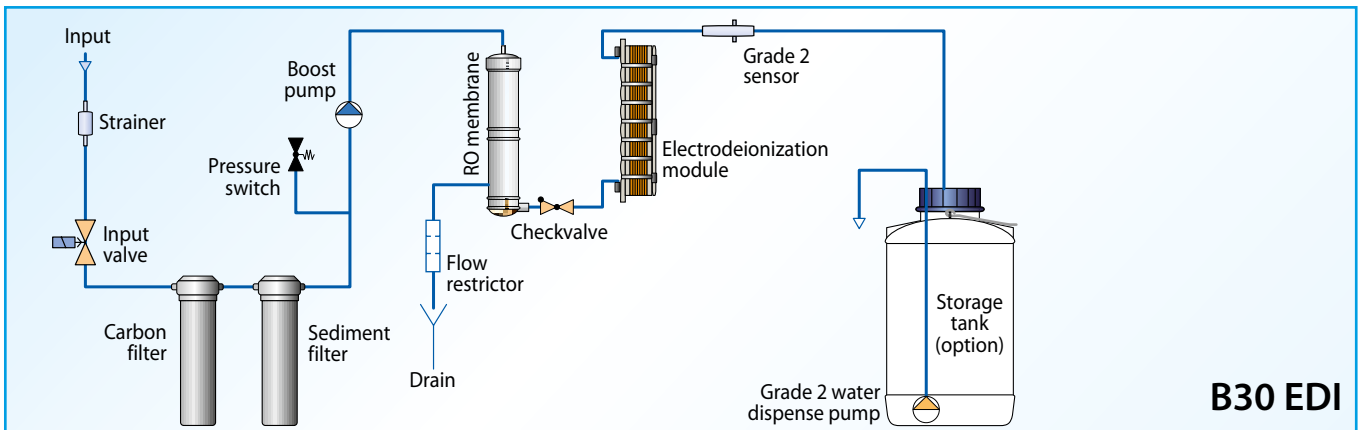 Input
Strainer
Input
valve
Carbon
filter
Sediment
filter
Pressure
switch
Boost
pump
RO membrane
Flow
restrictor
Drain
Checkvalve
Electrodeionization
module
Grade 2
sensor
Storage
tank
(option)
Grade 2 water
dispense pump
B30 EDI